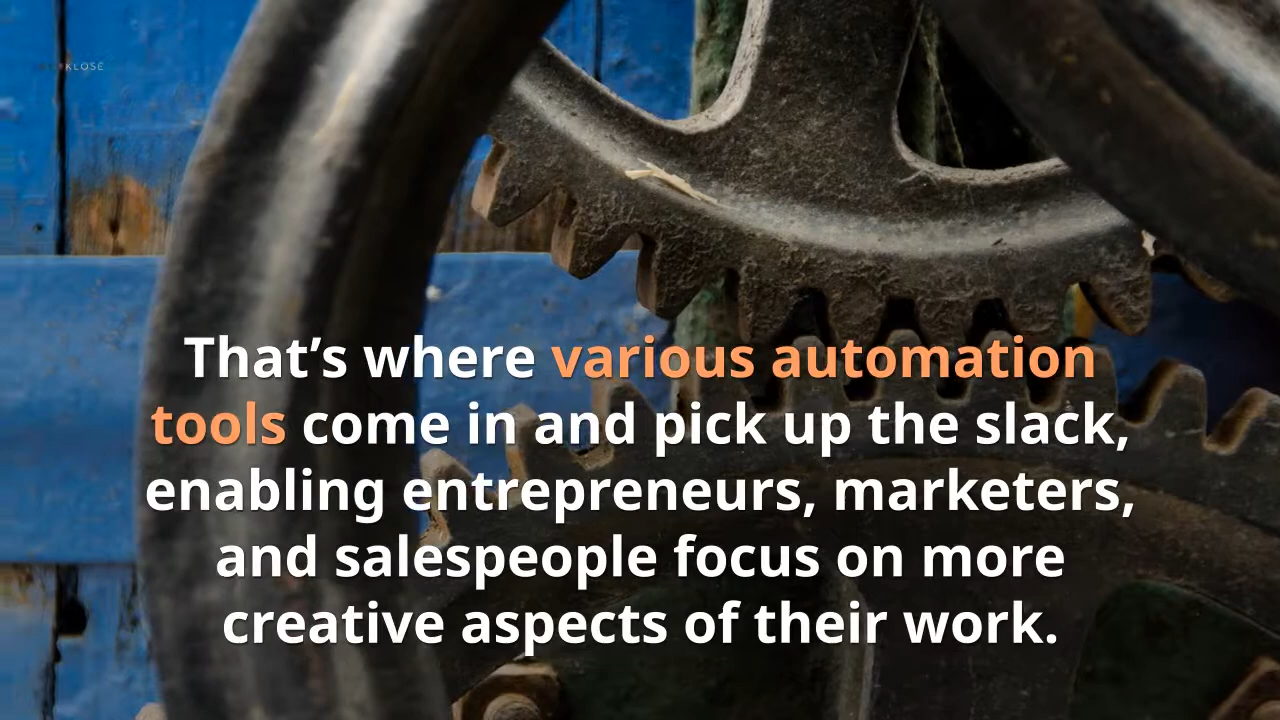 KLOSE
That’s where various automation
tools come in and pick up the slack,
enabling entrepreneurs, marketers,
and salespeople focus on more
creative aspects of their work.